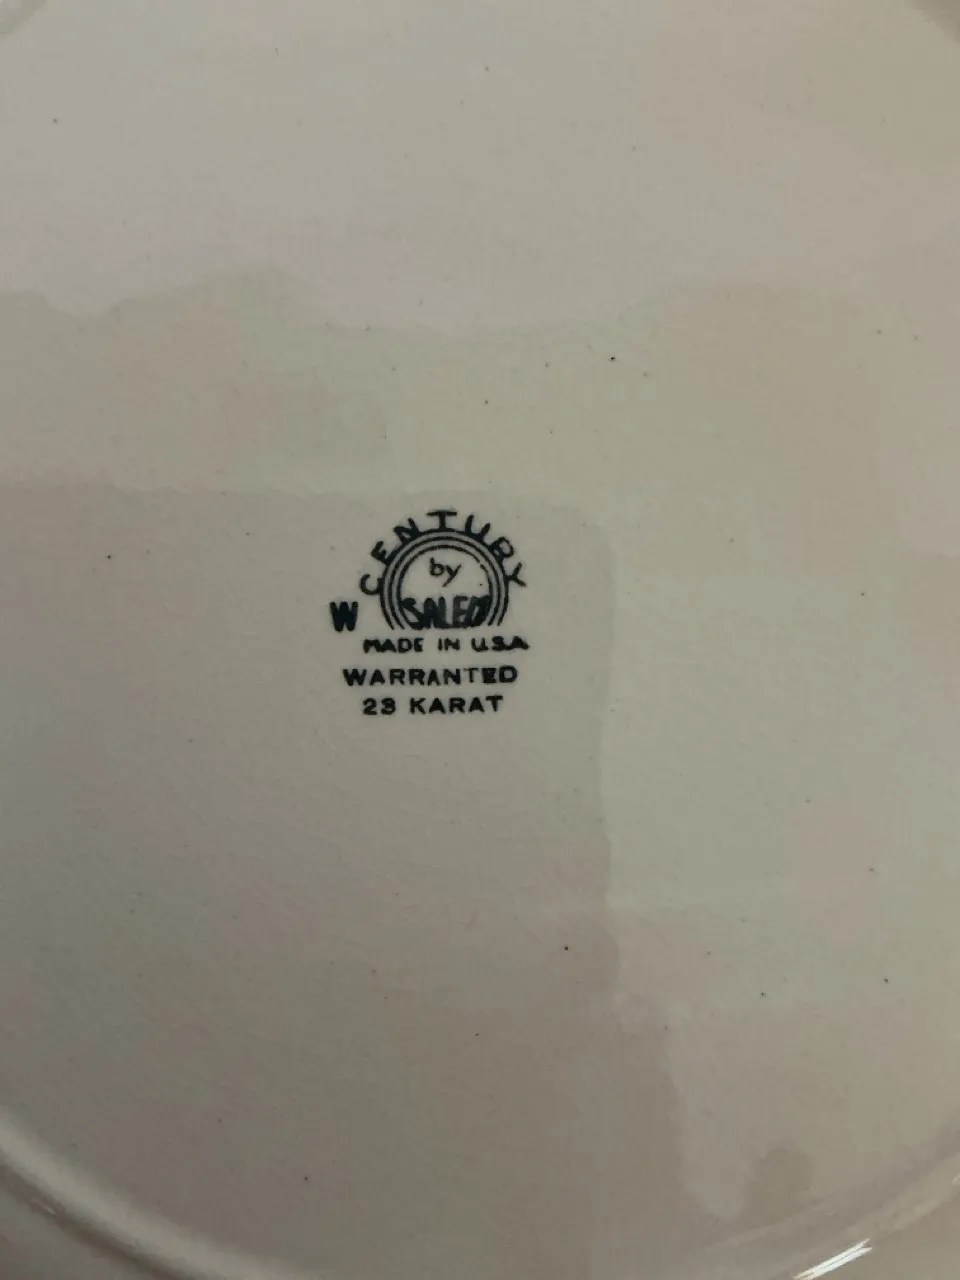 CENTURY
by
W SALEM
MADE IN U.S.A.
WARRANTED
23 KARAT